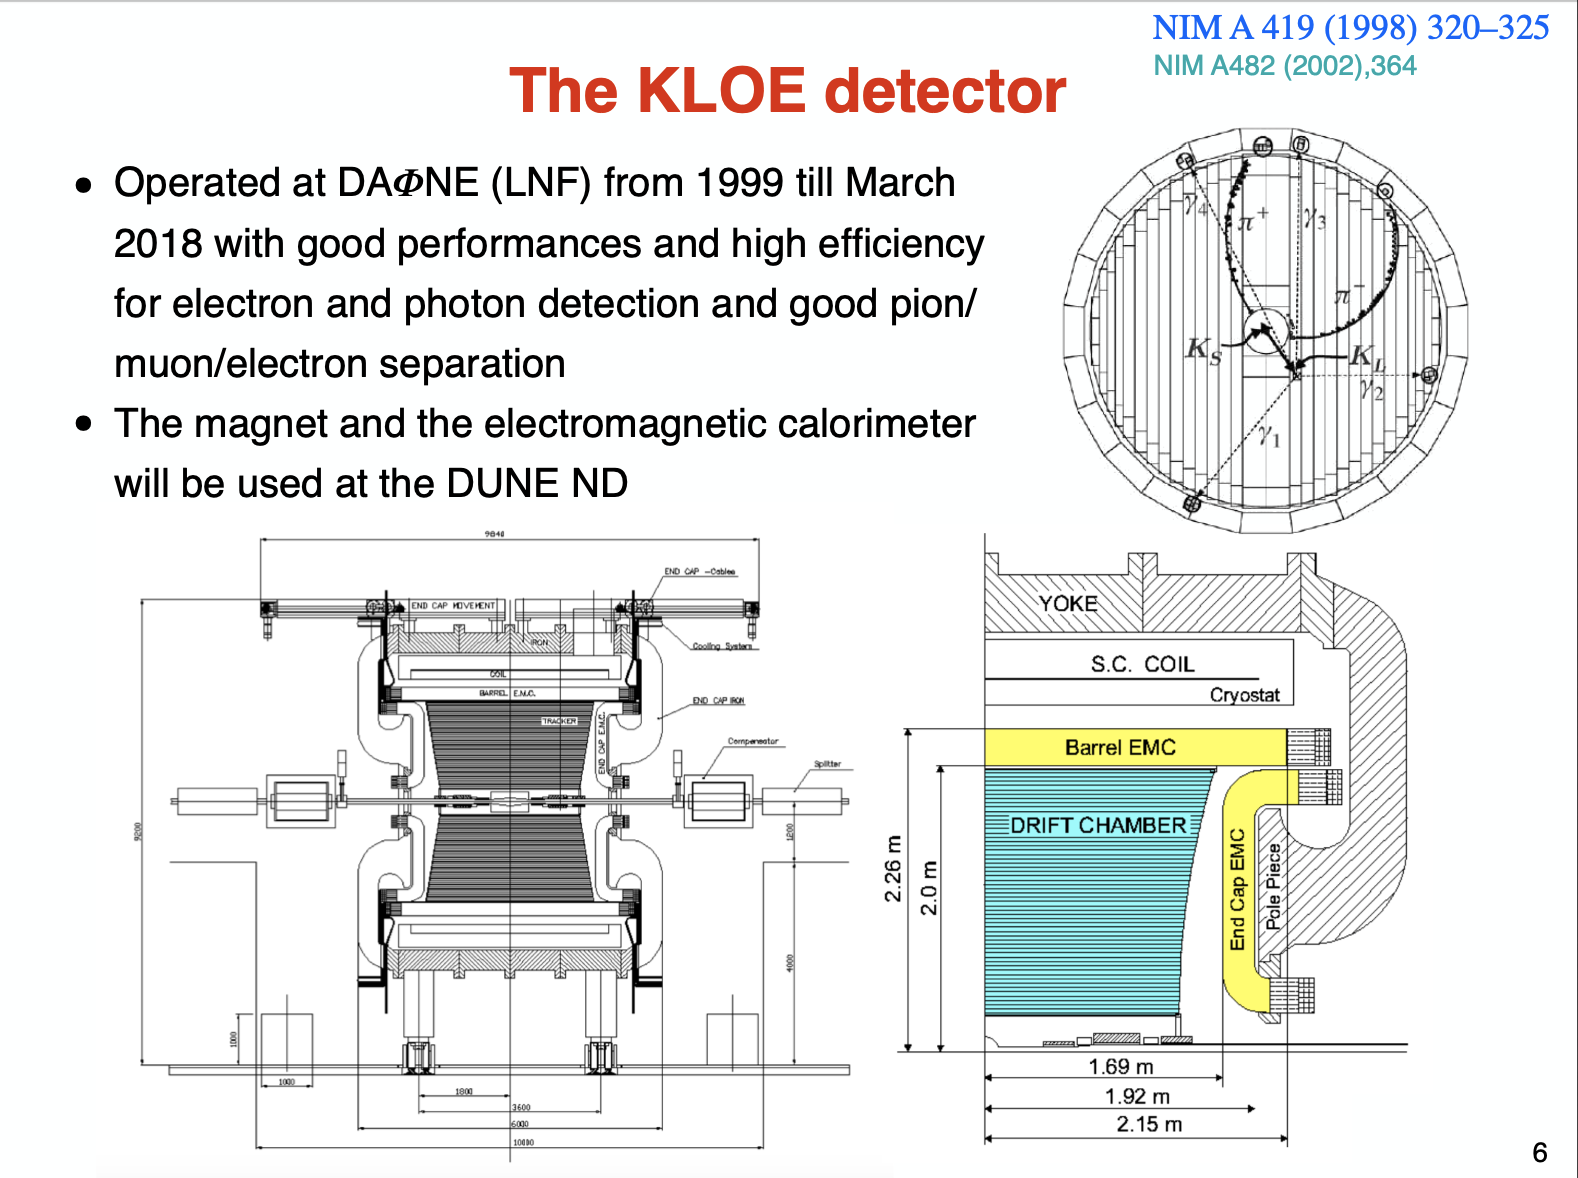 NIM A 419 (1998) 320–325
NIM A482 (2002),364
The KLOE detector
• Operated at DAΦNE (LNF) from 1999 till March
2018 with good performances and high efficiency
for electron and photon detection and good pion/
muon/electron separation
• The magnet and the electromagnetic calorimeter
will be used at the DUNE ND
γ4
π+
γ3
π−
KS
KL
γ2
γ1
9840
END CAP -Cables
END CAP MOVEMENT
IRON
Cooling System
COIL
BARREL E.M.C.
END CAP IRON
TRACKER
END CAP E.M.C.
Compensator
Splitter
9200
1200
4000
1000
1000
1800
3600
6000
10000
YOKE
S.C. COIL
Cryostat
Barrel EMC
DRIFT CHAMBER
End Cap EMC
Pole Piece
2.26 m
2.0 m
1.69 m
1.92 m
2.15 m
6